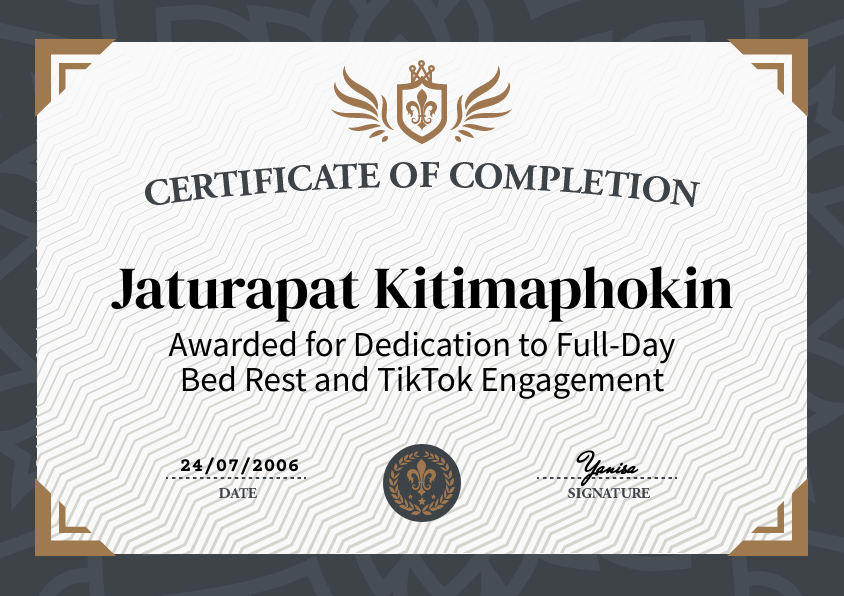 CERTIFICATE OF COMPLETION
Jaturapat Kitimaphokin
Awarded for Dedication to Full-Day
Bed Rest and TikTok Engagement
24/07/2006
DATE
Yanisa
SIGNATURE